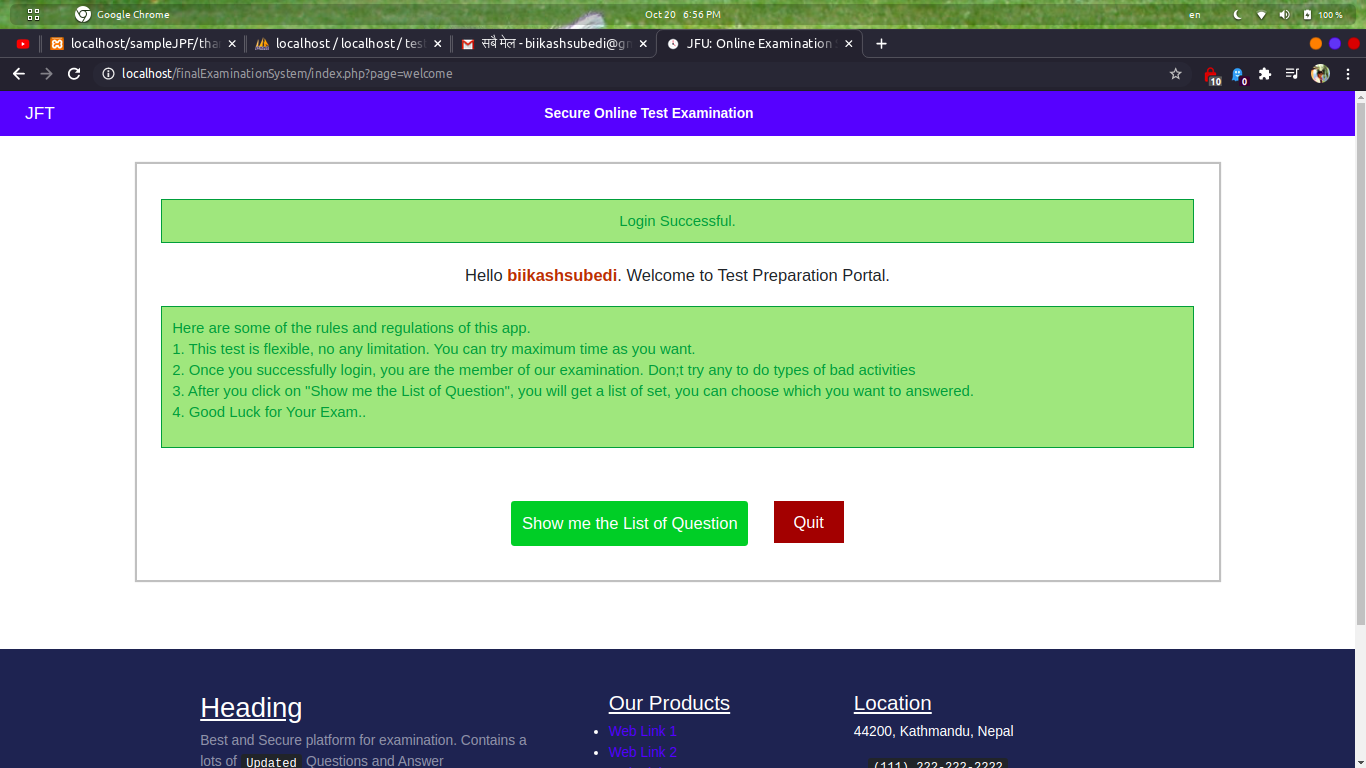 Google Chrome
Oct 20 6:56 PM
en
100 %
localhost/sampleJPF/tha
localhost / localhost / test
सबै मेल - biikashsubedi@gm
JFU: Online Examination
localhost/finalExaminationSystem/index.php?page=welcome
10
0
JFT
Secure Online Test Examination
Login Successful.
Hello biikashsubedi. Welcome to Test Preparation Portal.
Here are some of the rules and regulations of this app.
1. This test is flexible, no any limitation. You can try maximum time as you want.
2. Once you successfully login, you are the member of our examination. Don;t try any to do types of bad activities
3. After you click on "Show me the List of Question", you will get a list of set, you can choose which you want to answered.
4. Good Luck for Your Exam..
Show me the List of Question
Quit
Heading
Best and Secure platform for examination. Contains a
lots of Updated Questions and Answer
Our Products
Web Link 1
Web Link 2
Location
44200, Kathmandu, Nepal
(111) 222-222-2222